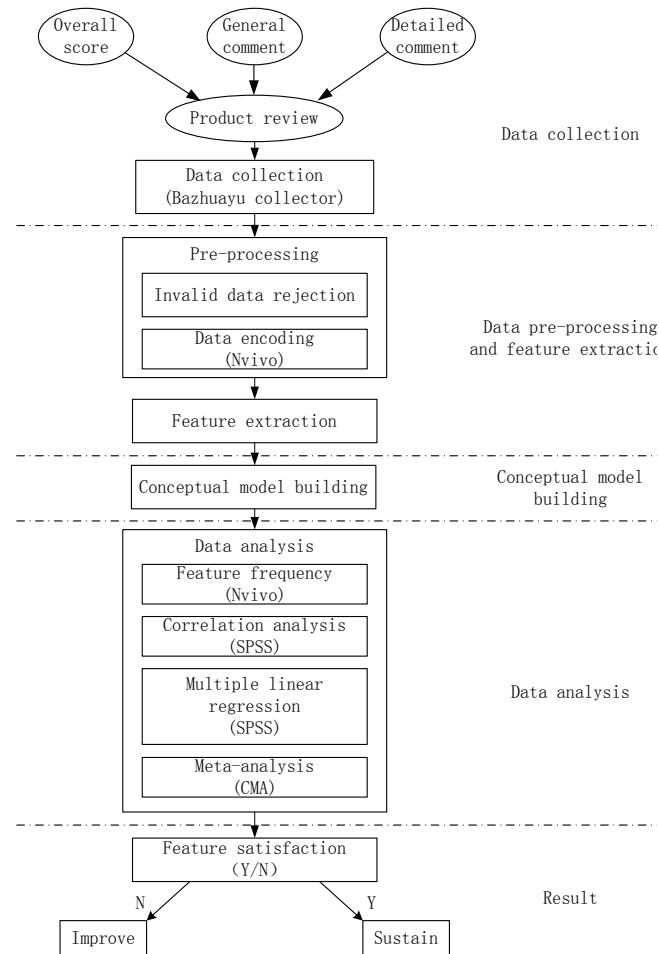 Overall
score
General
comment
Detailed
comment
Product review
Data collection
Data collection
(Bazhuayu collector)
Pre-processing
Invalid data rejection
Data encoding
(Nvivo)
Data pre-processing
and feature extractio
Feature extraction
Conceptual model building
Conceptual model
building
Data analysis
Feature frequency
(Nvivo)
Correlation analysis
(SPSS)
Multiple linear
regression
(SPSS)
Data analysis
Meta-analysis
(CMA)
Feature satisfaction
(Y/N)
N
Y
Result
Improve
Sustain